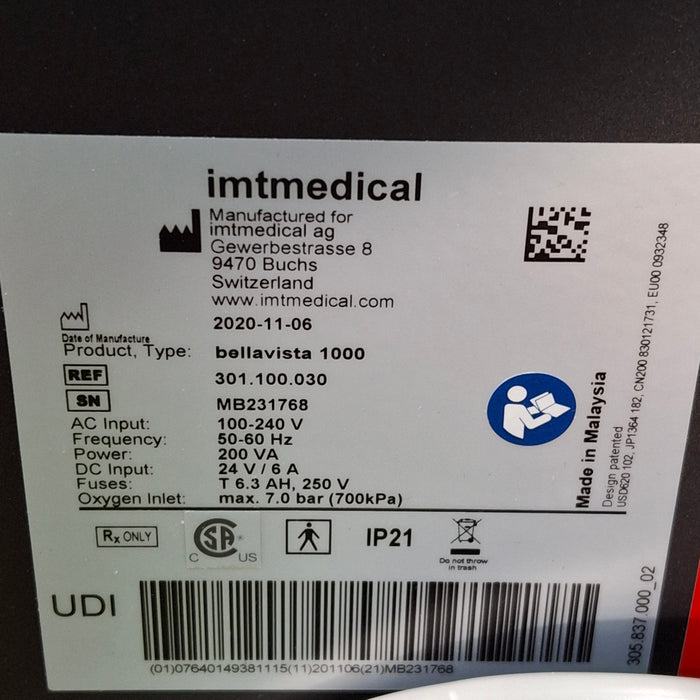 imtmedical
Manufactured for
imtmedical ag
Gewerbestrasse 8
9470 Buchs
Switzerland
www.imtmedical.com
2020-11-06
Date of Manufacture
Product, Type: bellavista 1000
REF 301.100.030
SN MB231768
AC Input: 100-240 V
Frequency: 50-60 Hz
Power: 200 VA
DC Input: 24 V / 6 A
Fuses: T 6.3 AH, 250 V
Oxygen Inlet: max. 7.0 bar (700kPa)
Made in Malaysia
Design patented
USD620 102, JP1364 182, CN200 830121731, EU00 0932348
Rx ONLY
C SA US
IP21
Do not throw
in trash
UDI
(01)07640149381115(11)201106(21)MB231768
305.837.000_02